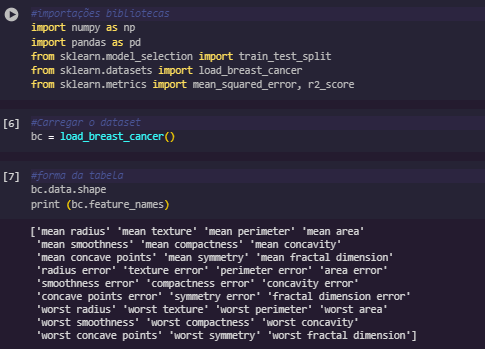 #importações bibliotecas
import numpy as np
import pandas as pd
from sklearn.model_selection import train_test_split
from sklearn.datasets import load_breast_cancer
from sklearn.metrics import mean_squared_error, r2_score
[6] #Carregar o dataset
bc = load_breast_cancer()
[7] #forma da tabela
bc.data.shape
print (bc.feature_names)
['mean radius' 'mean texture' 'mean perimeter' 'mean area'
 'mean smoothness' 'mean compactness' 'mean concavity'
 'mean concave points' 'mean symmetry' 'mean fractal dimension'
 'radius error' 'texture error' 'perimeter error' 'area error'
 'smoothness error' 'compactness error' 'concavity error'
 'concave points error' 'symmetry error' 'fractal dimension error'
 'worst radius' 'worst texture' 'worst perimeter' 'worst area'
 'worst smoothness' 'worst compactness' 'worst concavity'
 'worst concave points' 'worst symmetry' 'worst fractal dimension']